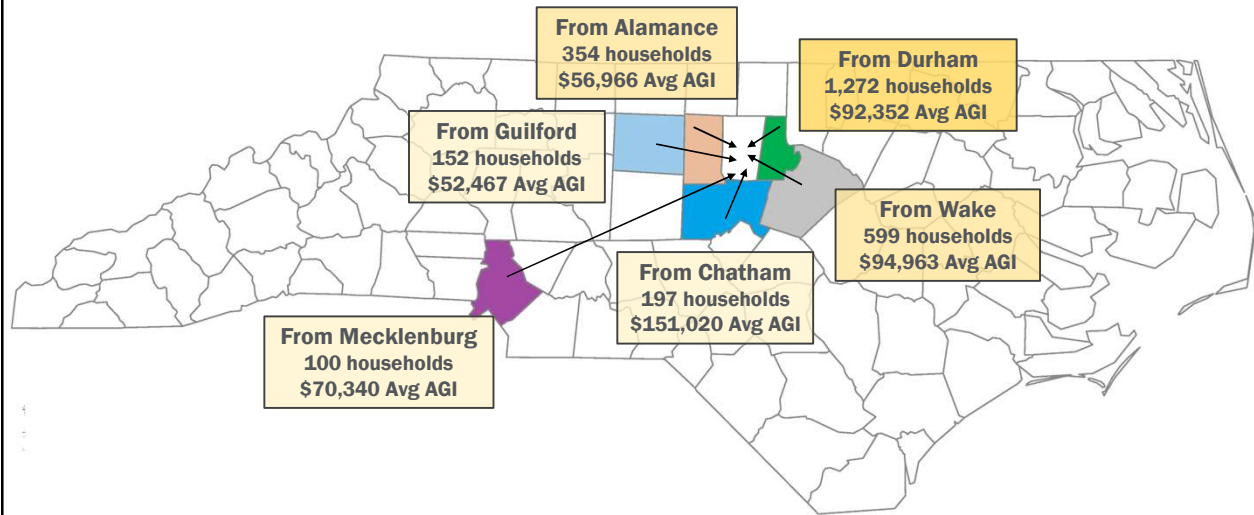 From Alamance
354 households
$56,966 Avg AGI
From Durham
1,272 households
$92,352 Avg AGI
From Guilford
152 households
$52,467 Avg AGI
From Wake
599 households
$94,963 Avg AGI
From Chatham
197 households
$151,020 Avg AGI
From Mecklenburg
100 households
$70,340 Avg AGI